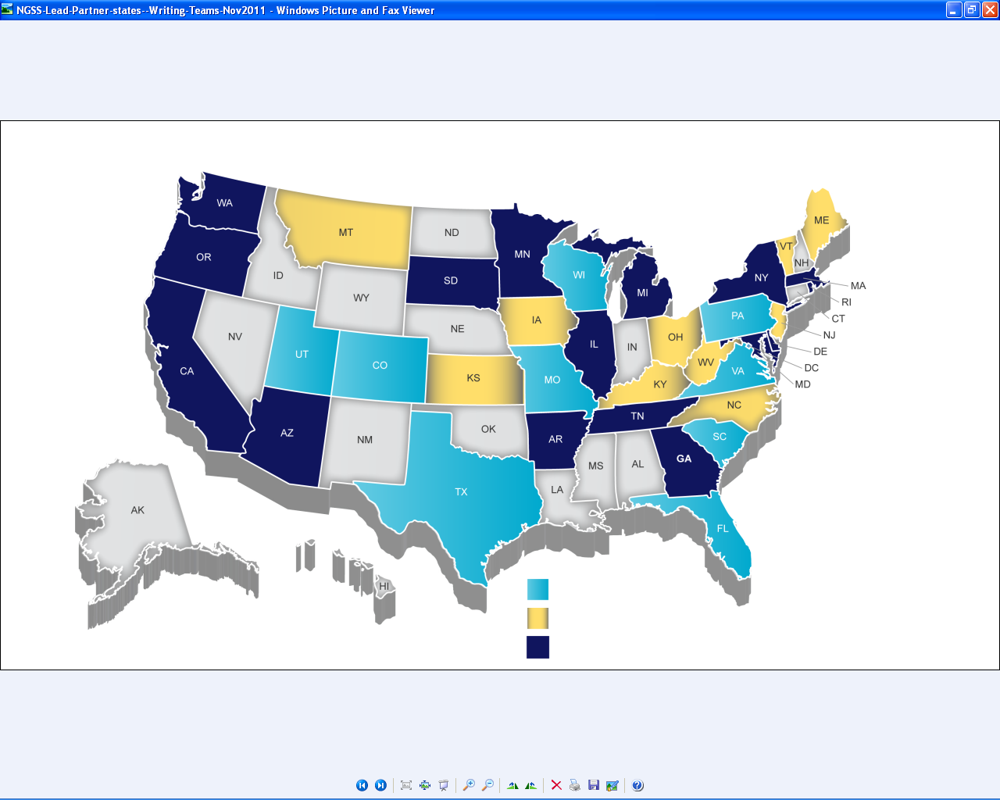 NGSS-Lead-Partner-states--Writing-Teams-Nov2011 - Windows Picture and Fax Viewer
WA
MT
ND
MN
ME
VT
NH
OR
ID
SD
WI
NY
MA
MI
RI
WY
CT
IA
PA
NJ
NV
NE
IL
IN
OH
DE
UT
CO
WV
DC
CA
KS
MO
KY
VA
MD
AZ
NM
OK
AR
TN
NC
SC
MS
AL
GA
TX
LA
AK
FL
HI